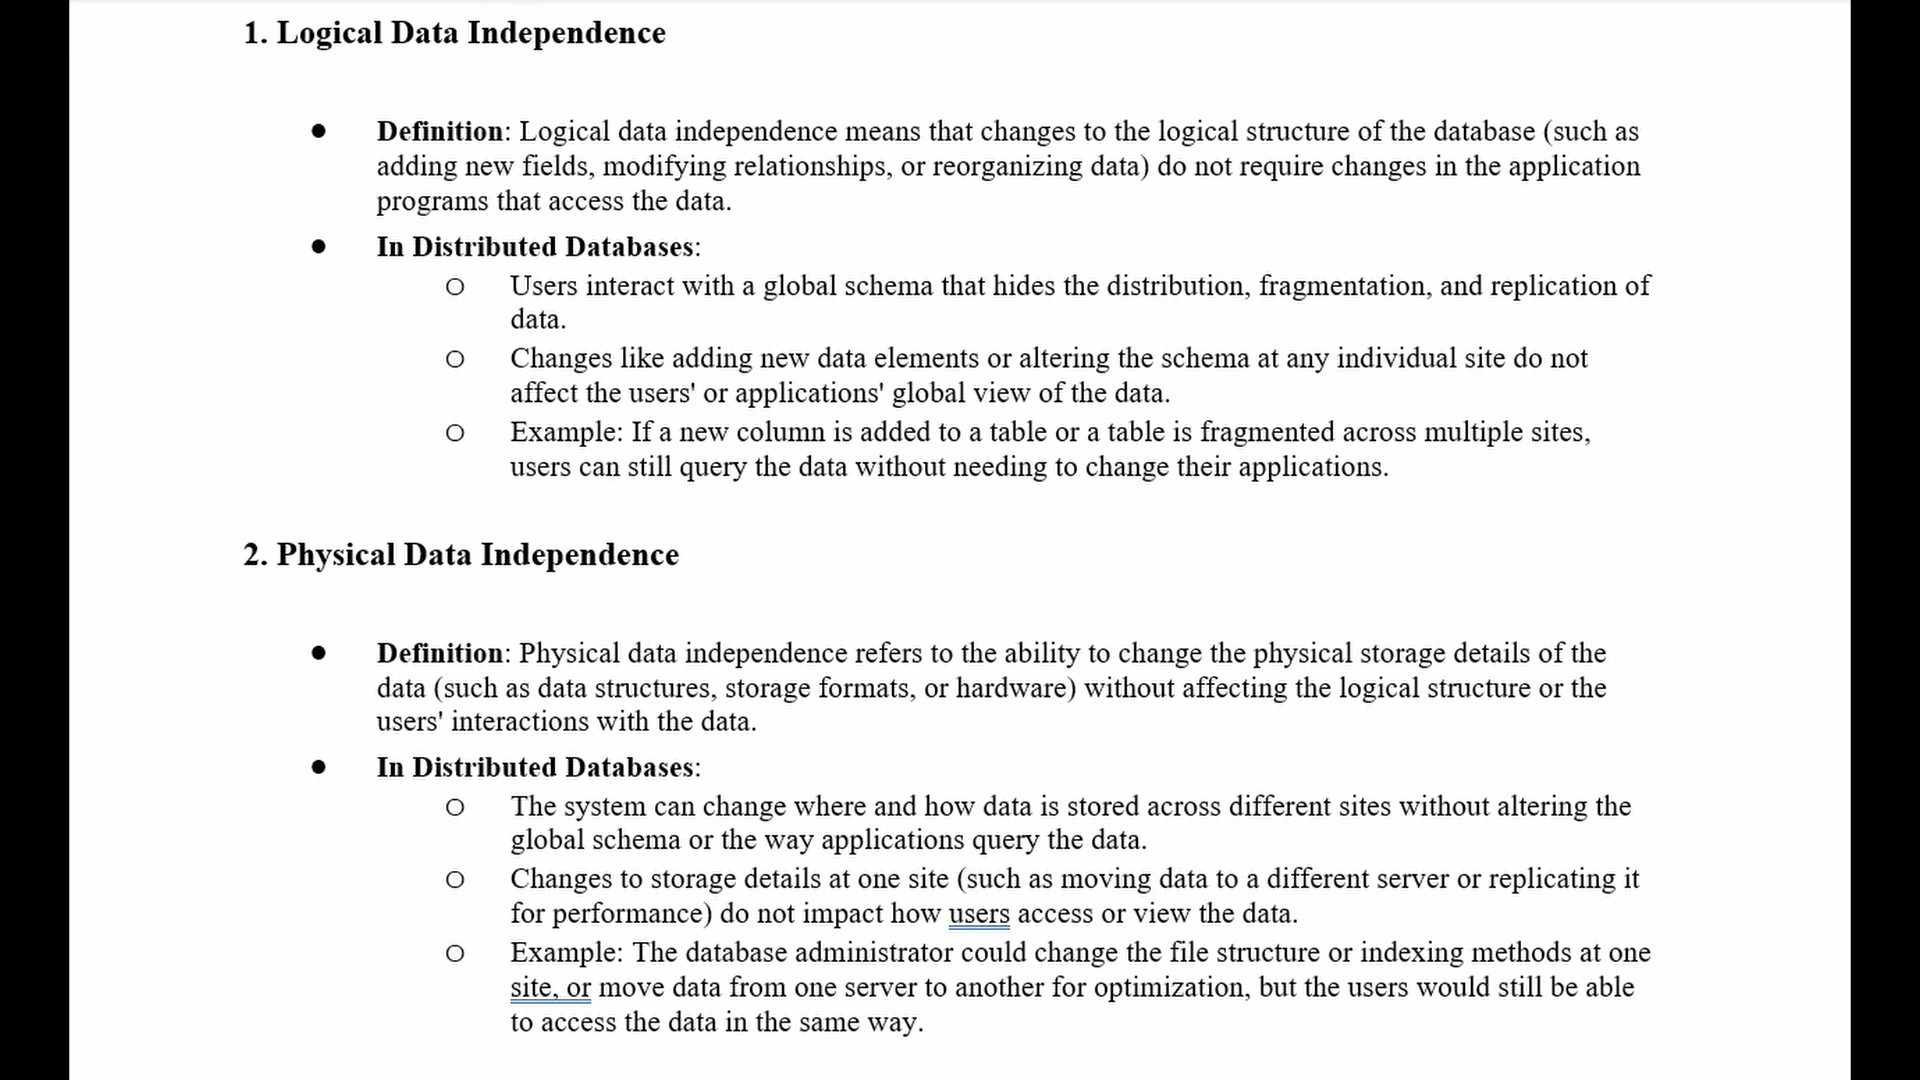 1. Logical Data Independence
● Definition: Logical data independence means that changes to the logical structure of the database (such as
adding new fields, modifying relationships, or reorganizing data) do not require changes in the application
programs that access the data.
● In Distributed Databases:
○ Users interact with a global schema that hides the distribution, fragmentation, and replication of
data.
○ Changes like adding new data elements or altering the schema at any individual site do not
affect the users' or applications' global view of the data.
○ Example: If a new column is added to a table or a table is fragmented across multiple sites,
users can still query the data without needing to change their applications.
2. Physical Data Independence
● Definition: Physical data independence refers to the ability to change the physical storage details of the
data (such as data structures, storage formats, or hardware) without affecting the logical structure or the
users' interactions with the data.
● In Distributed Databases:
○ The system can change where and how data is stored across different sites without altering the
global schema or the way applications query the data.
○ Changes to storage details at one site (such as moving data to a different server or replicating it
for performance) do not impact how users access or view the data.
○ Example: The database administrator could change the file structure or indexing methods at one
site, or move data from one server to another for optimization, but the users would still be able
to access the data in the same way.